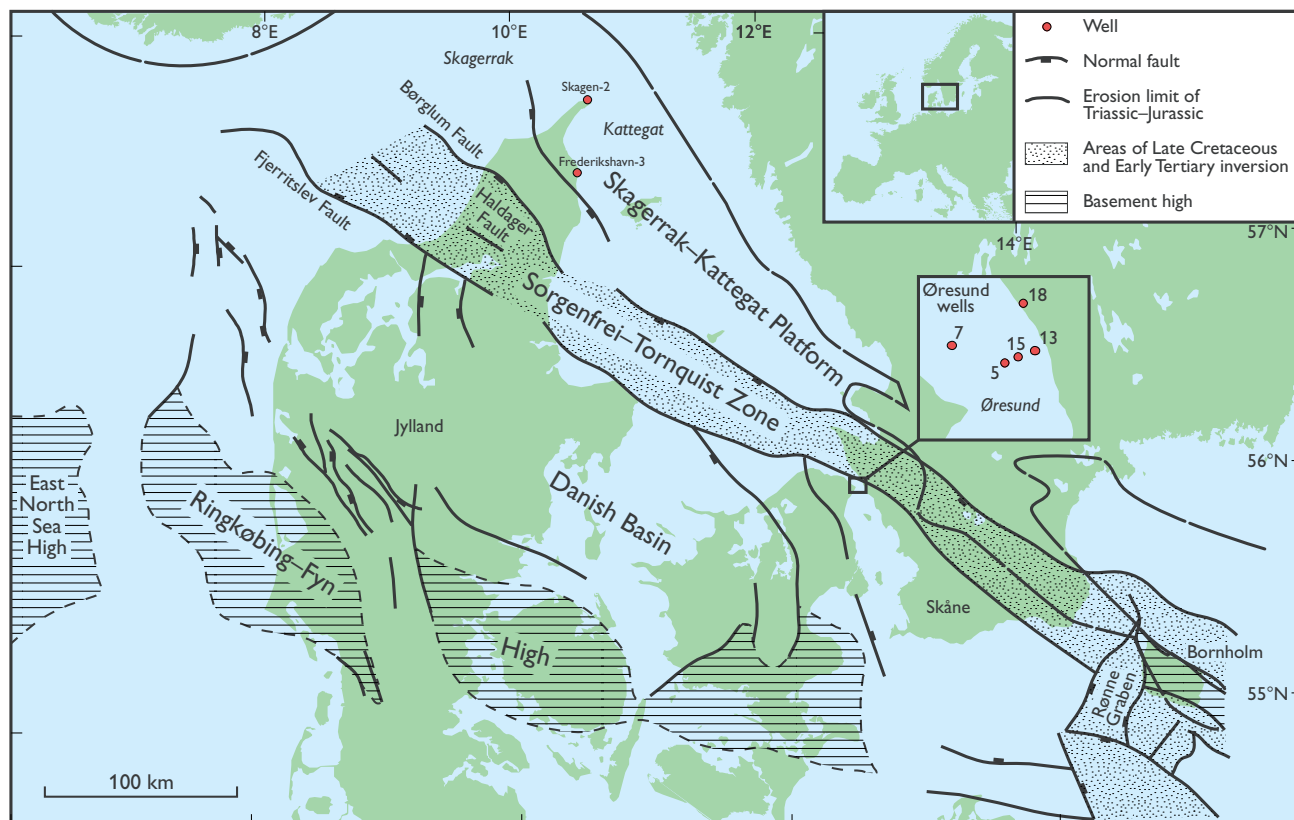 8°E
10°E
12°E
Skagerrak
Skagen-2
Kattegat
Børglum Fault
Frederikshavn-3
Fjerritslev Fault
Haldager
Fault
Skagerrak–Kattegat Platform
Sorgenfrei–Tornquist Zone
Well
Normal fault
Erosion limit of
Triassic–Jurassic
Areas of Late Cretaceous
and Early Tertiary inversion
Basement high
57°N
14°E
Øresund
wells
18
7
15
13
5
Øresund
Jylland
56°N
East
North
Sea
High
Ringkøbing–Fyn
High
Danish Basin
Skåne
Bornholm
Rønne
Graben
55°N
100 km